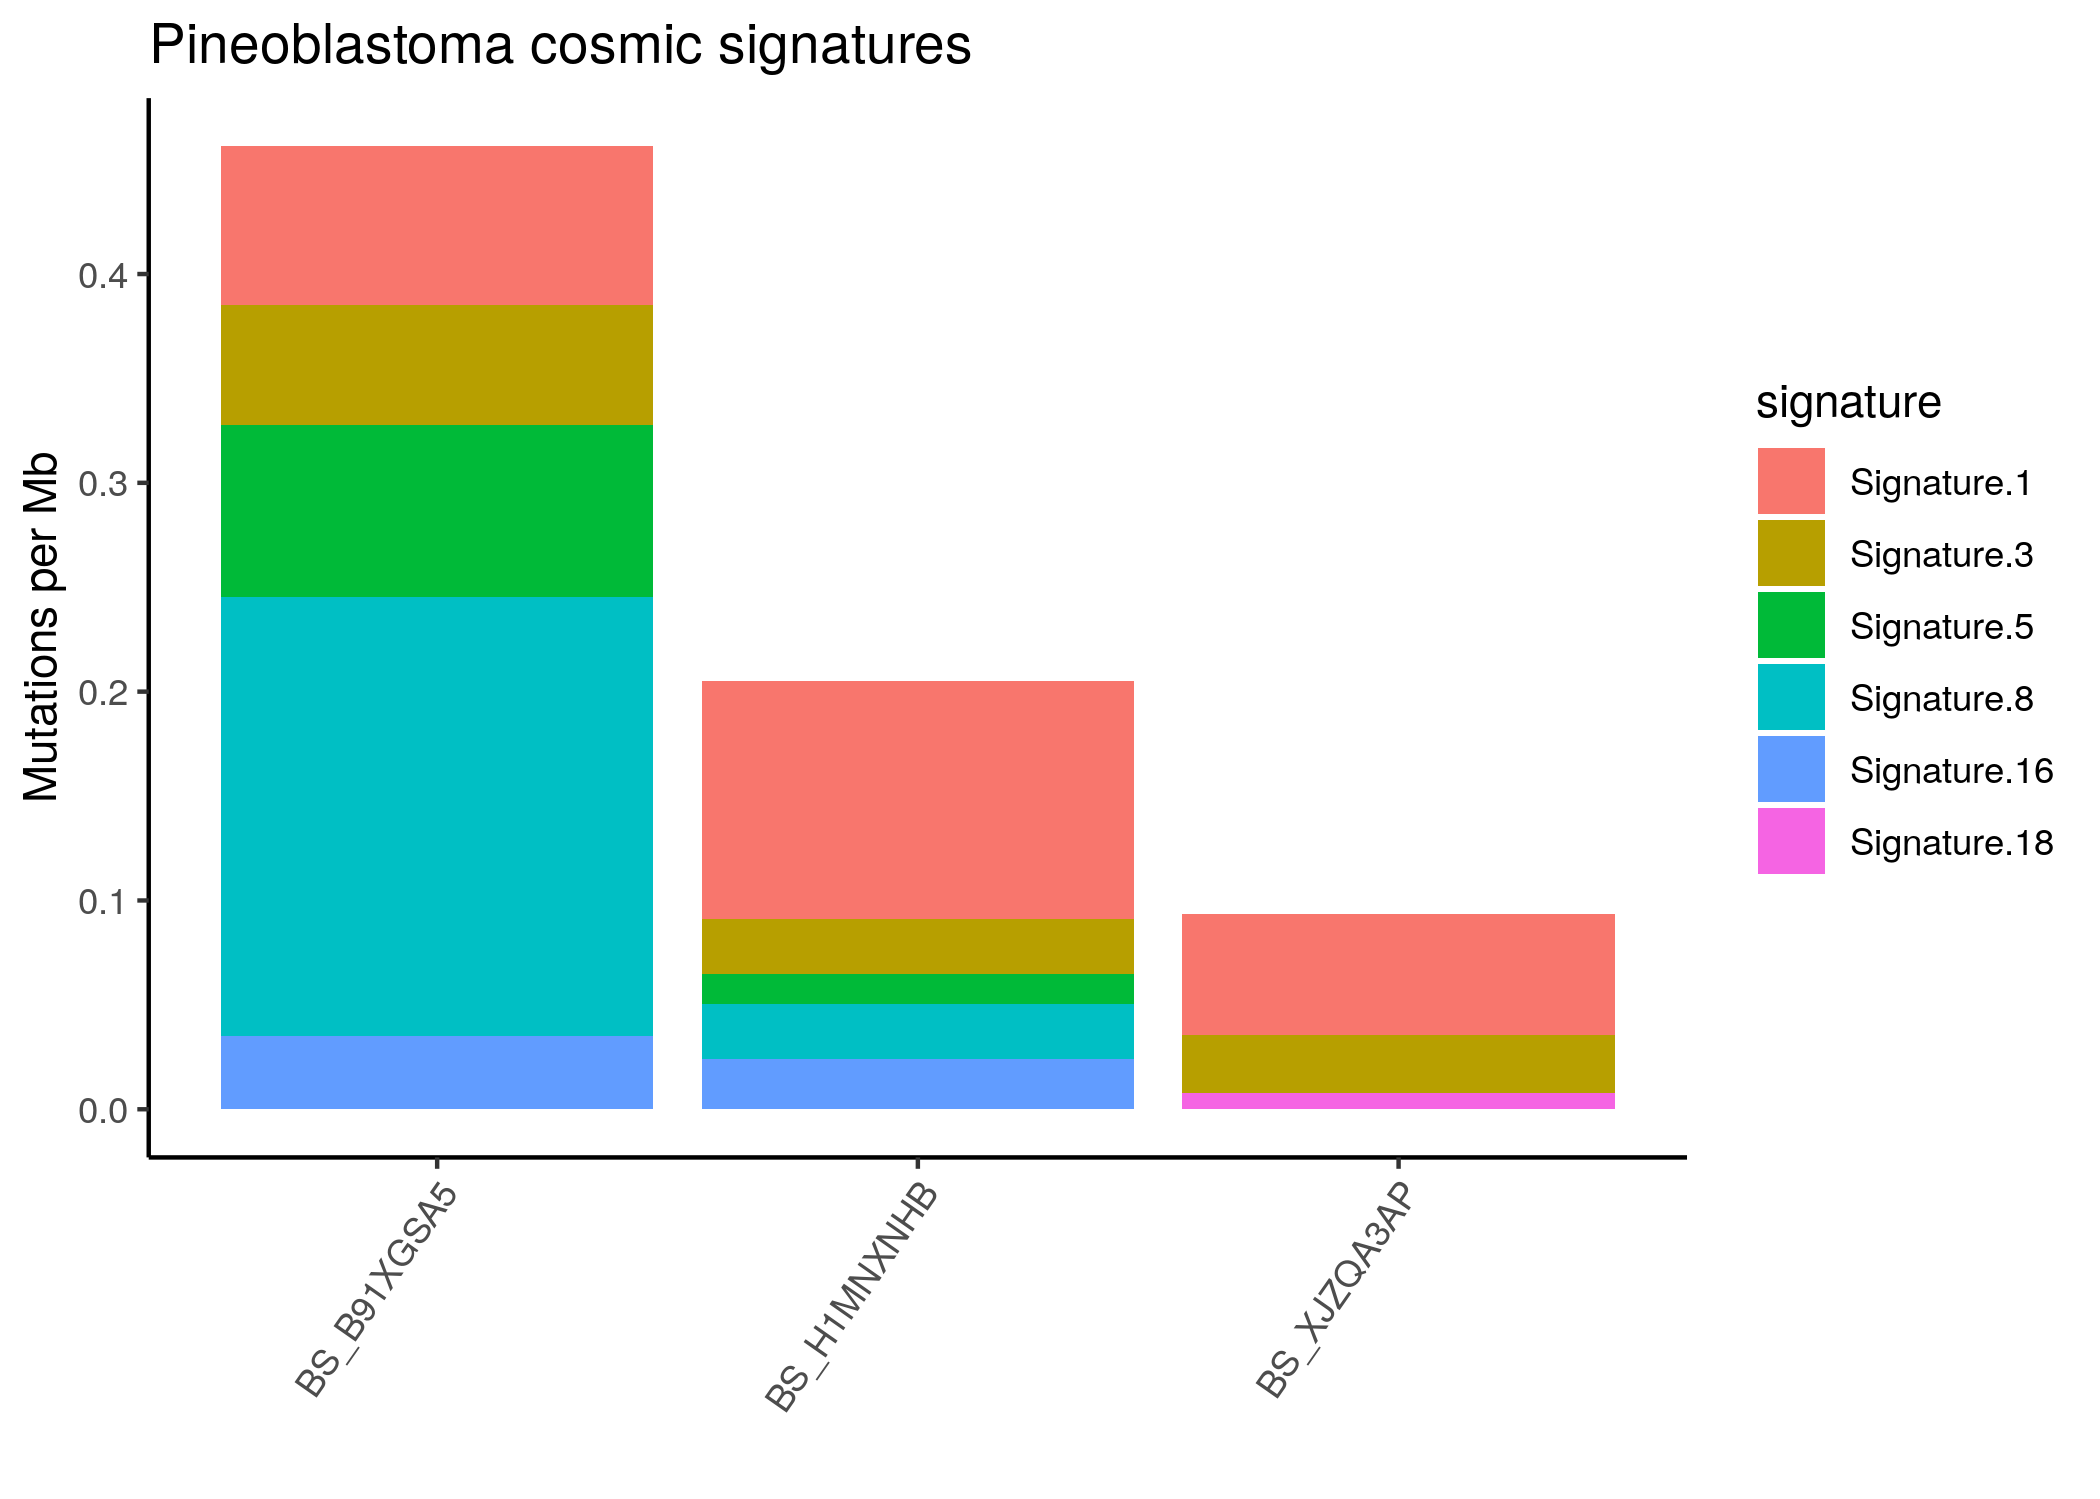 Pineoblastoma cosmic signatures
Mutations per Mb
0.4
0.3
0.2
0.1
0.0
BS_B91XGSA5
BS_H1MNXNHB
BS_XJZQA3AP
signature
Signature.1
Signature.3
Signature.5
Signature.8
Signature.16
Signature.18